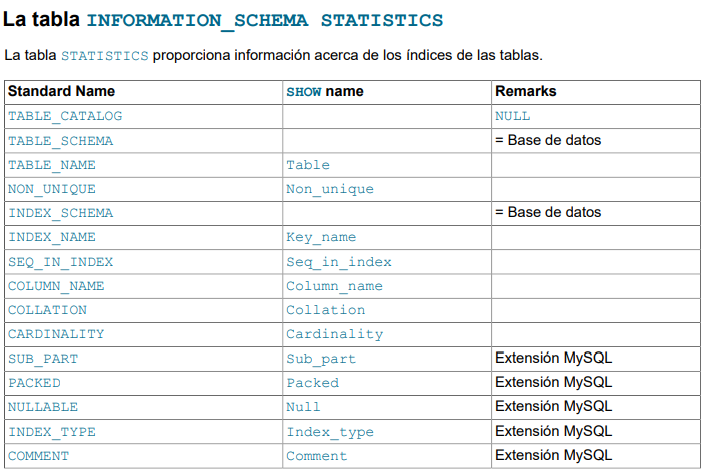 La tabla INFORMATION_SCHEMA STATISTICS
La tabla STATISTICS proporciona información acerca de los índices de las tablas.
Standard Name SHOW name Remarks
TABLE_CATALOG NULL
TABLE_SCHEMA = Base de datos
TABLE_NAME Table
NON_UNIQUE Non_unique
INDEX_SCHEMA = Base de datos
INDEX_NAME Key_name
SEQ_IN_INDEX Seq_in_index
COLUMN_NAME Column_name
COLLATION Collation
CARDINALITY Cardinality
SUB_PART Sub_part Extensión MySQL
PACKED Packed Extensión MySQL
NULLABLE Null Extensión MySQL
INDEX_TYPE Index_type Extensión MySQL
COMMENT Comment Extensión MySQL